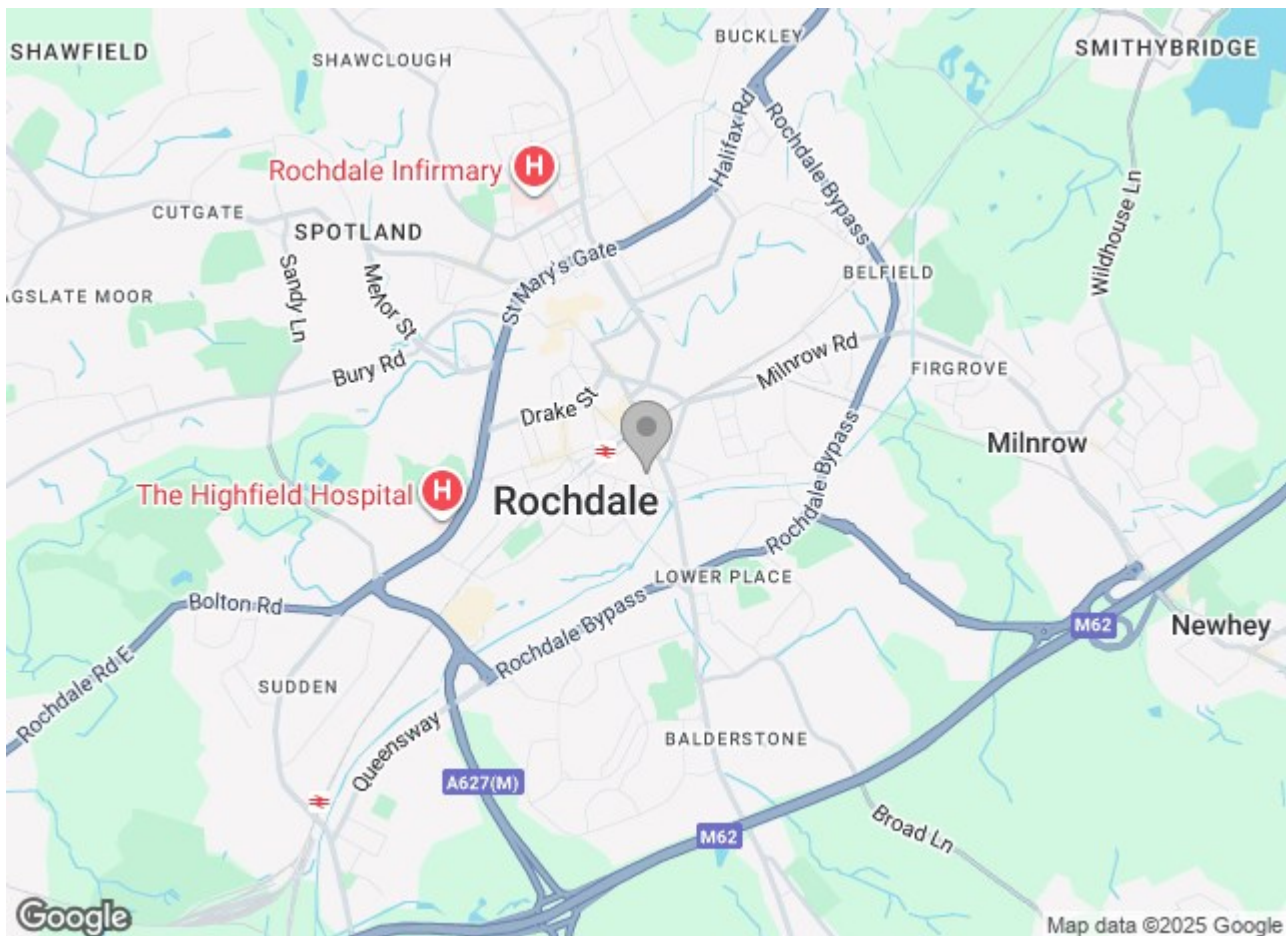 SHAWFIELD
SHAWCLOUGH
BUCKLEY
SMITHYBRIDGE
Rochdale Infirmary
H
Halifax Rd
Rochdale Bypass
CUTGATE
SPOTLAND
Wildhouse Ln
AGSLATE MOOR
Sandy Ln
Mellor St
St Mary's Gate
BELFIELD
Bury Rd
Milnrow Rd
FIRGROVE
Drake St
Milnrow
The Highfield Hospital
H
Rochdale
Rochdale Bypass
LOWER PLACE
Bolton Rd
Rochdale Bypass
M62
Newhey
Rochdale Rd E
SUDDEN
Queensway
BALDERSTONE
A627(M)
M62
Broad Ln
Google
Map data ©2025 Google